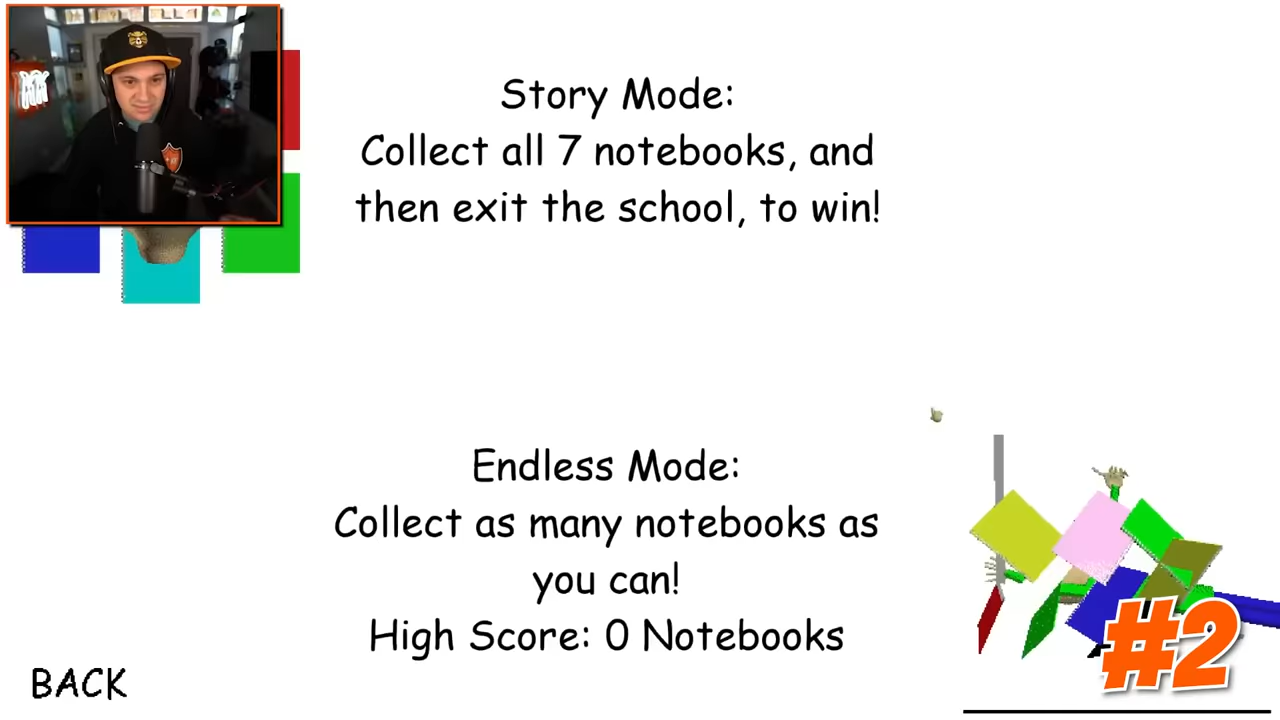 Story Mode:
Collect all 7 notebooks, and
then exit the school, to win!
Endless Mode:
Collect as many notebooks as
you can!
High Score: 0 Notebooks
#2
BACK